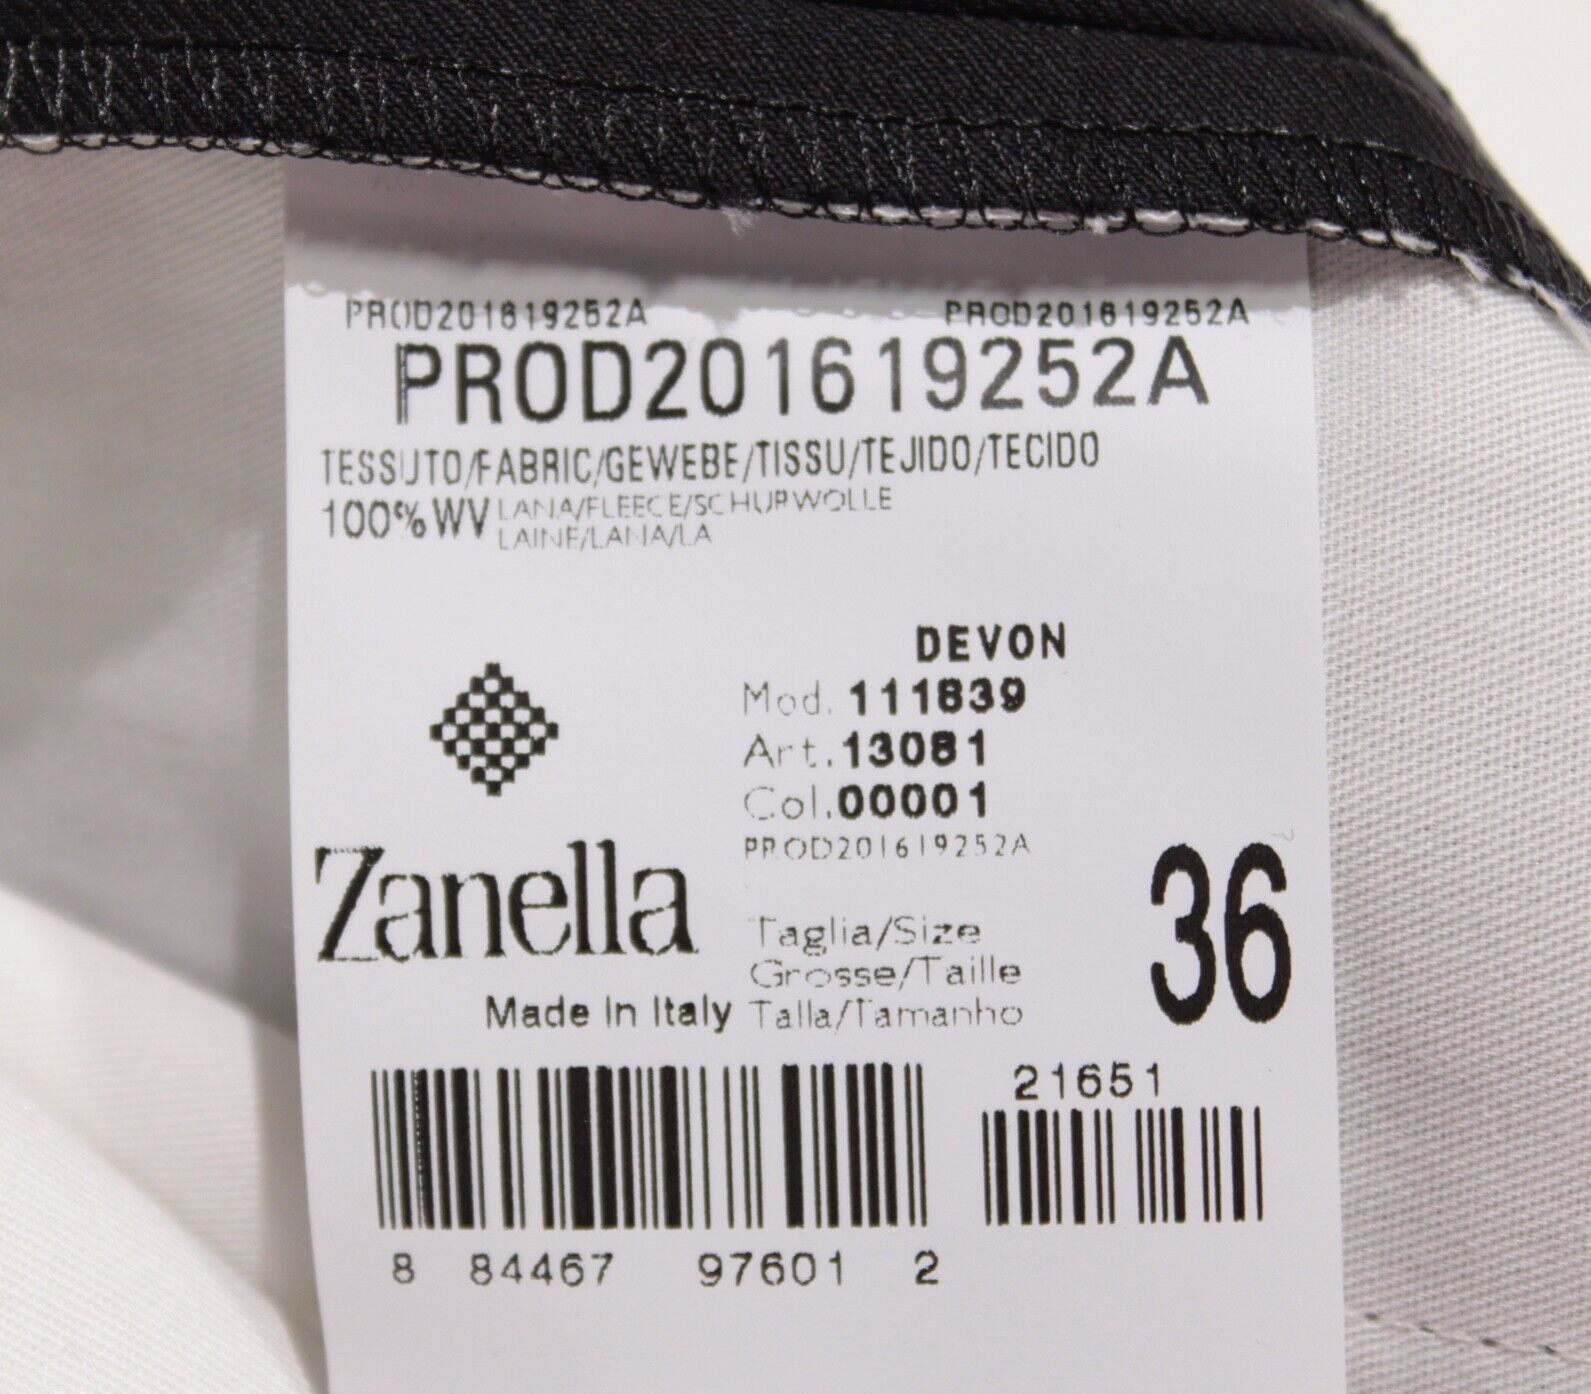 PROD201619252A PROD201619252A
PROD201619252A
TESSUTO/FABRIC/GEWEBE/TISSU/TEJIDO/TECIDO
100% WV LANA/FLEECE/SCHURWOLLE
LAINE/LANA/LA
DEVON
Mod. 111839
Art. 13081
Col. 00001
PROD201619252A
Zanella
Made In Italy
Taglia/Size
Grosse/Taille
Talla/Tamanho
36
21651
8 84467 97601 2